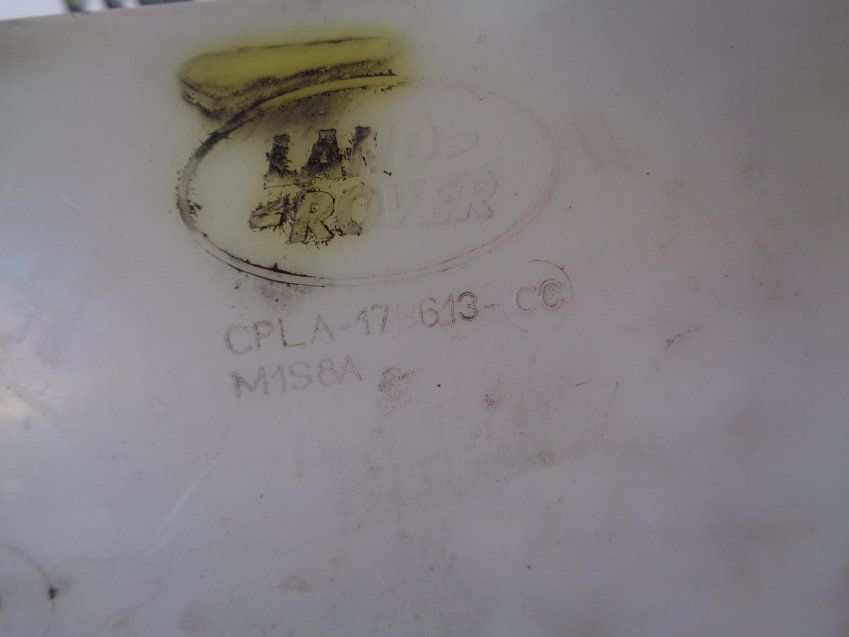 LAND
ROVER
CPLA-17B613-CC
M1S8A